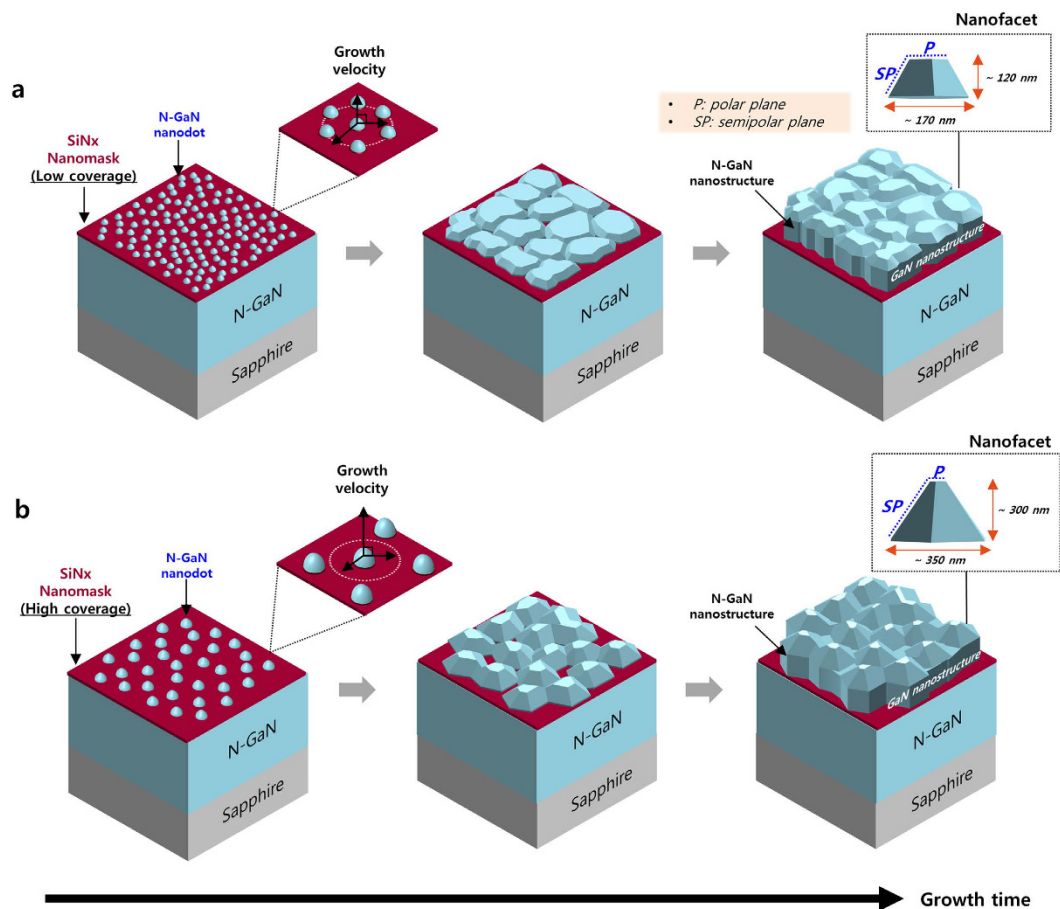 a
SiNx
Nanomask
(Low coverage)
N-GaN
nanodot
Growth
velocity
• P: polar plane
• SP: semipolar plane
Nanofacet
P
SP
~ 120 nm
~ 170 nm
N-GaN
nanostructure
GaN nanostructure
N-GaN
Sapphire
N-GaN
Sapphire
N-GaN
Sapphire
b
SiNx
Nanomask
(High coverage)
N-GaN
nanodot
Growth
velocity
Nanofacet
P
SP
~ 300 nm
~ 350 nm
N-GaN
nanostructure
GaN nanostructure
N-GaN
Sapphire
N-GaN
Sapphire
N-GaN
Sapphire
Growth time